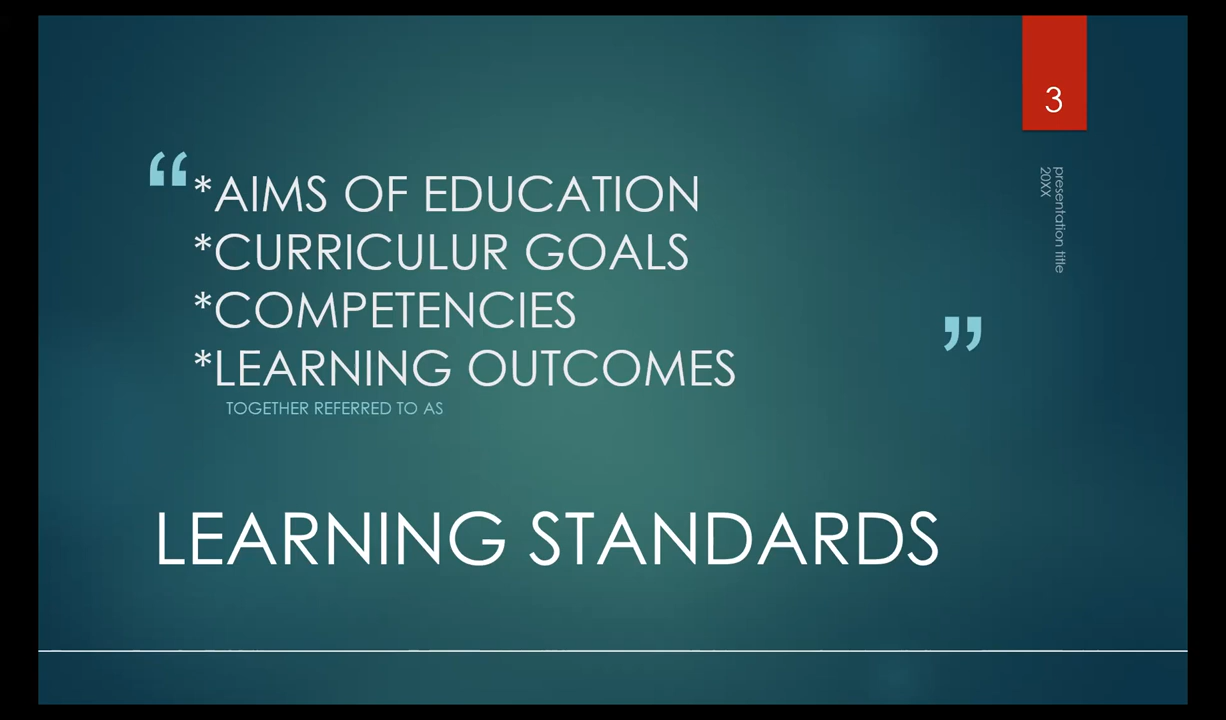 3
presentation title
20XX
“
*AIMS OF EDUCATION
*CURRICULUR GOALS
*COMPETENCIES
*LEARNING OUTCOMES
”
TOGETHER REFERRED TO AS
LEARNING STANDARDS